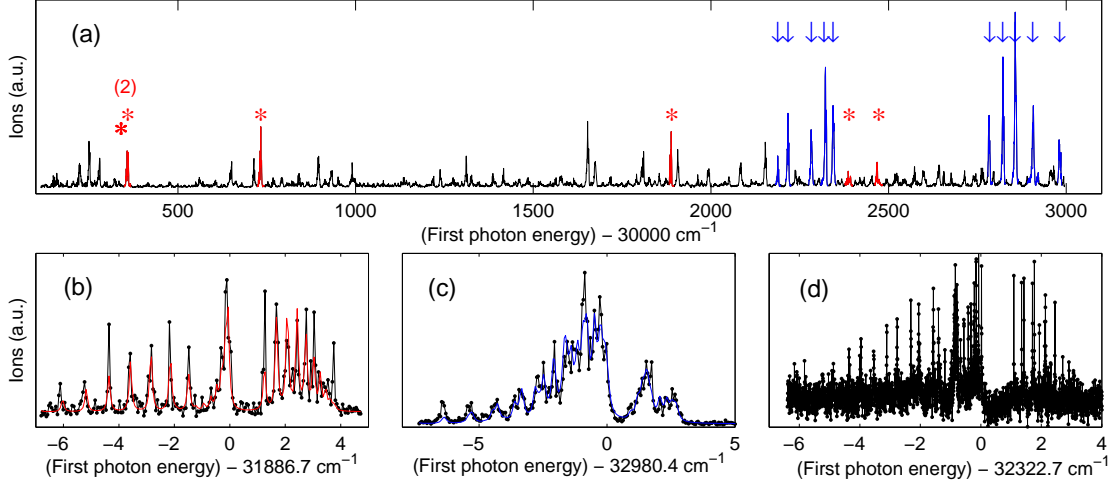 (a)
Ions (a.u.)
(2)
* * * * * *
↓ ↓ ↓ ↓ ↓ ↓ ↓ ↓ ↓ ↓
500 1000 1500 2000 2500 3000
(First photon energy) – 30000 cm⁻¹
(b) (c) (d)
Ions (a.u.)
−6 −4 −2 0 2 4
(First photon energy) – 31886.7 cm⁻¹
−5 0 5
(First photon energy) – 32980.4 cm⁻¹
−6 −4 −2 0 2 4
(First photon energy) – 32322.7 cm⁻¹